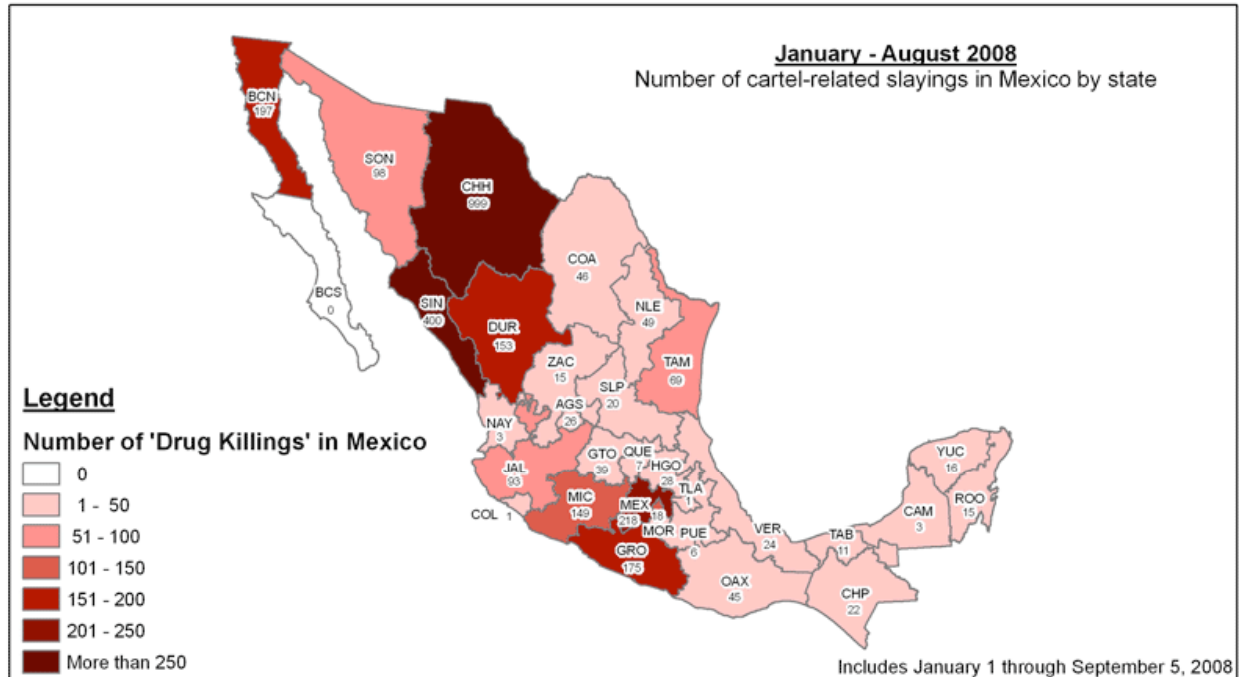 January - August 2008
Number of cartel-related slayings in Mexico by state
BCN
197
SON
98
CHH
999
COA
46
BCS
0
SIN
400
NLE
49
DUR
153
TAM
69
ZAC
15
SLP
20
AGS
26
NAY
3
Legend
Number of 'Drug Killings' in Mexico
0
1 - 50
51 - 100
101 - 150
151 - 200
201 - 250
More than 250
GTO
39
QUE
7
HGO
28
JAL
93
TLA
1
MIC
149
MEX
218
18
COL 1
MOR
PUE
6
GRO
175
VER
24
OAX
45
TAB
11
CHP
22
CAM
3
YUC
16
ROO
15
Includes January 1 through September 5, 2008